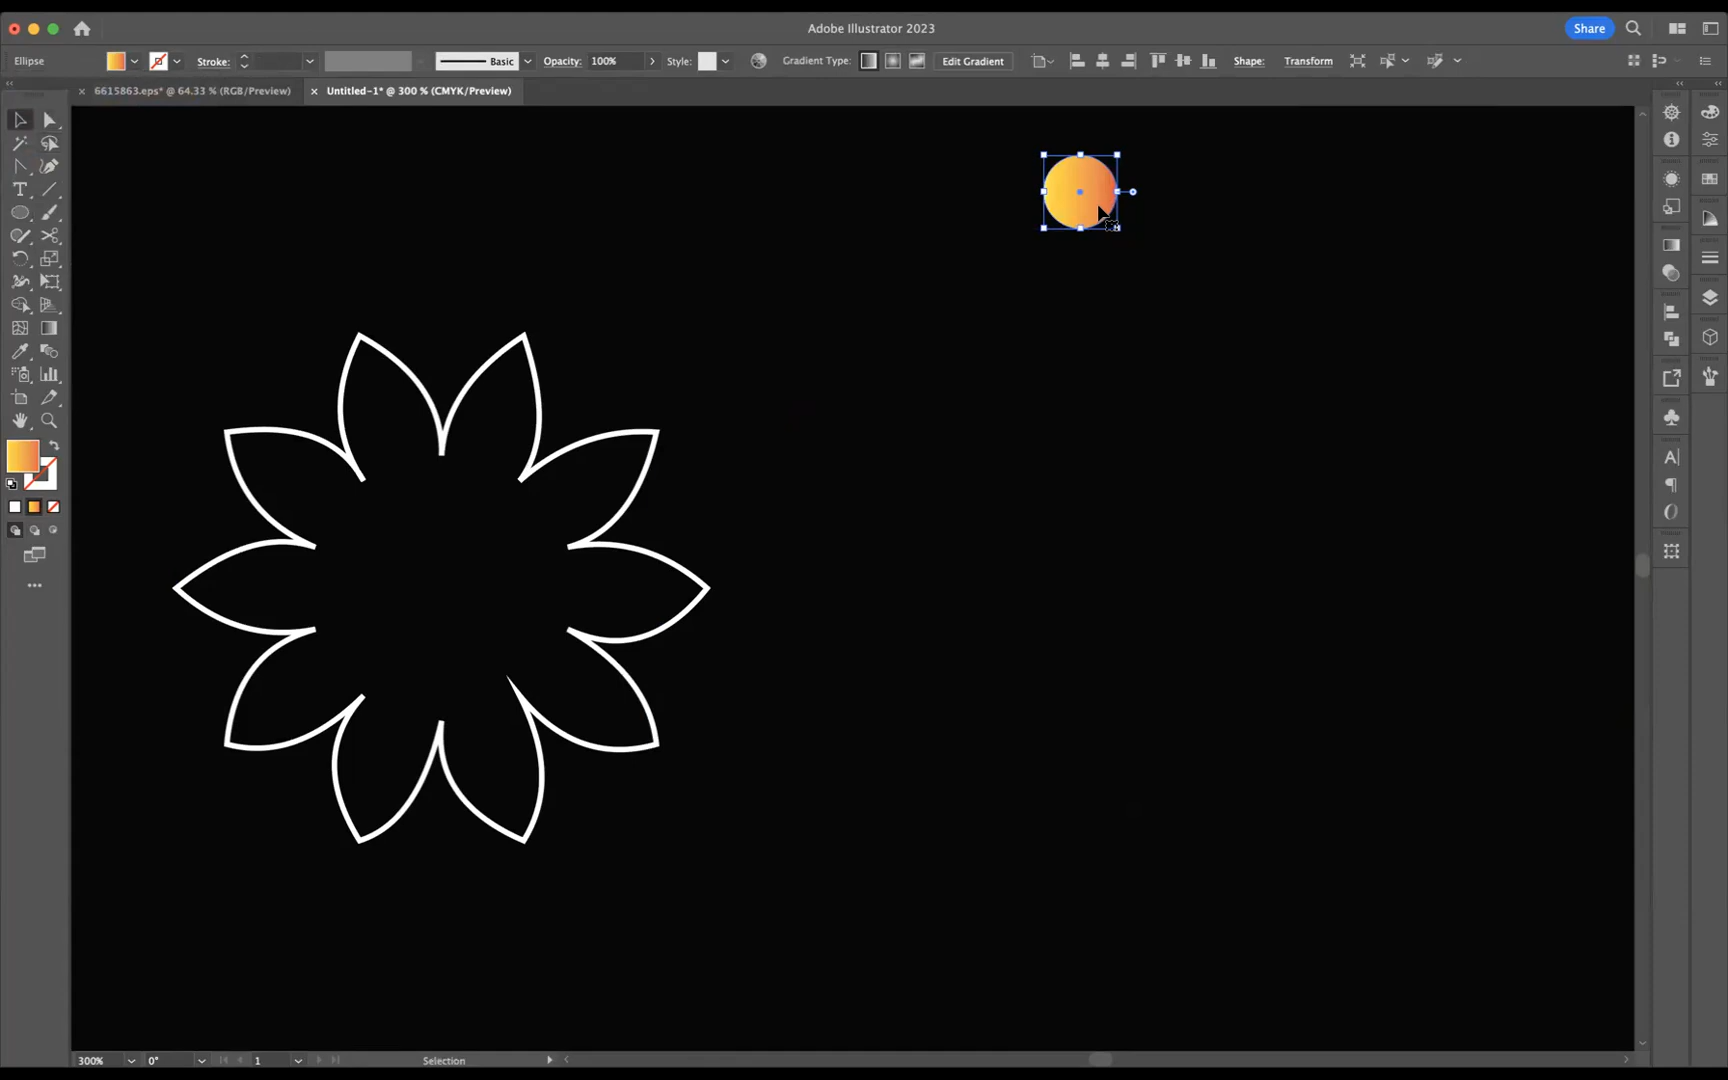 Adobe Illustrator 2023
Share
Ellipse
Stroke:
Basic
Opacity:
100%
Style:
Gradient Type:
Edit Gradient
Shape:
Transform
6615863.eps* @ 64.33 % (RGB/Preview)
Untitled-1* @ 300 % (CMYK/Preview)
300%
0°
1
Selection